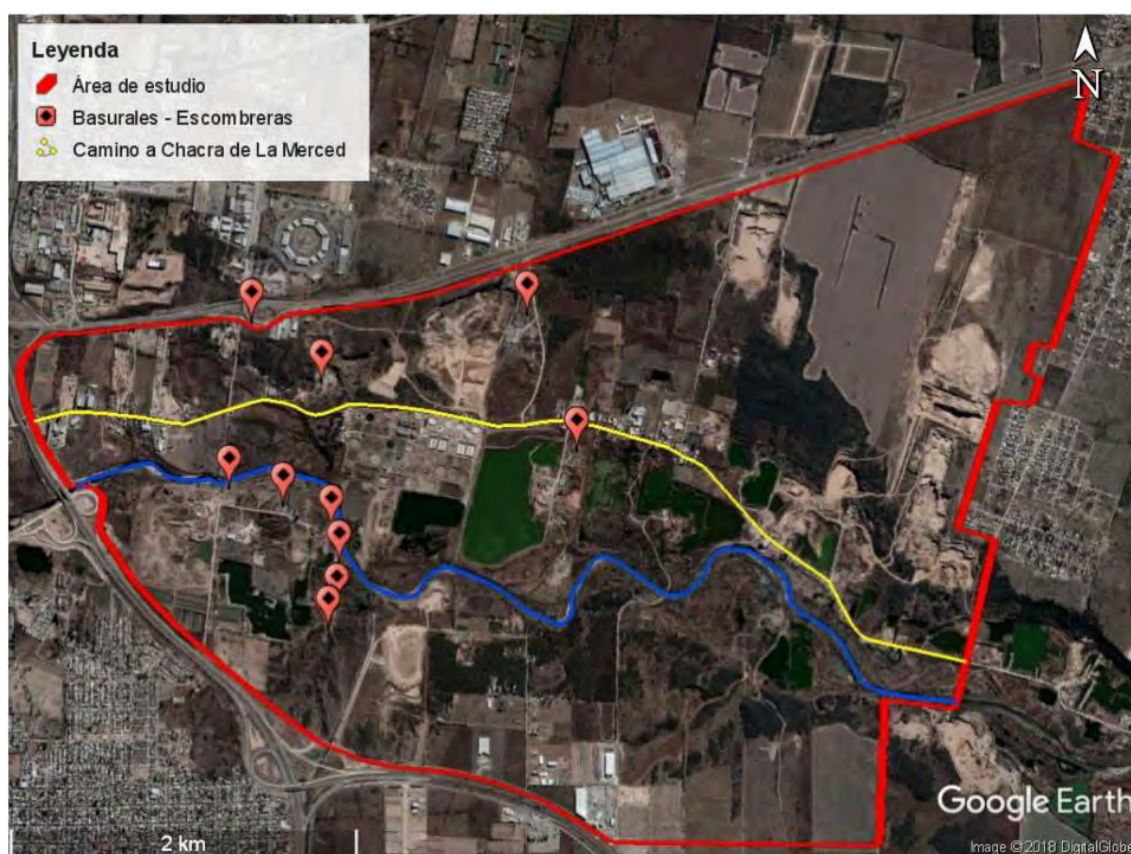 Leyenda
Área de estudio
Basurales - Escombreras
Camino a Chacra de La Merced
N
2 km
Google Earth
Image © 2018 DigitalGlobe